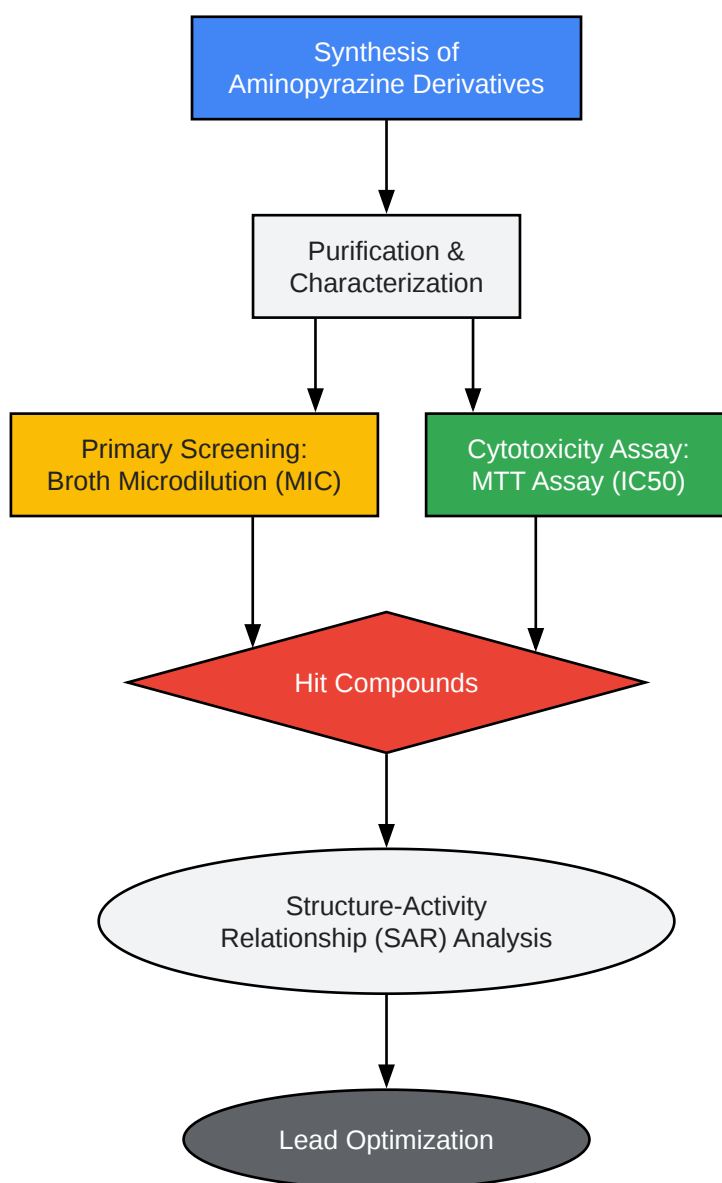 Synthesis of
Aminopyrazine Derivatives
Purification &
Characterization
Primary Screening:
Broth Microdilution (MIC)
Cytotoxicity Assay:
MTT Assay (IC50)
Hit Compounds
Structure-Activity
Relationship (SAR) Analysis
Lead Optimization